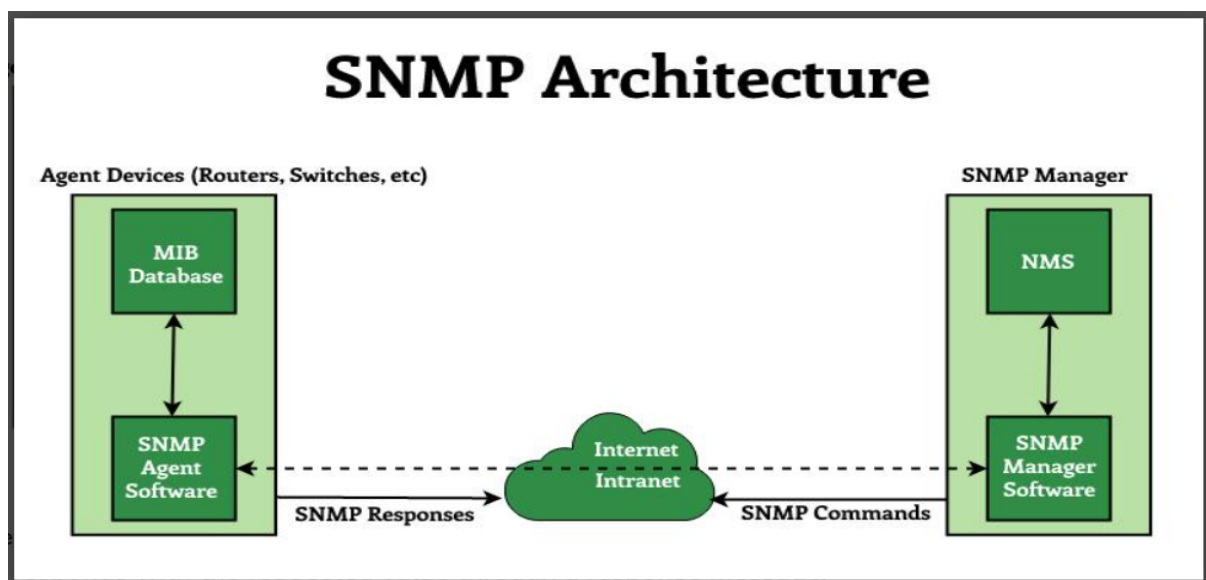 SNMP Architecture
Agent Devices (Routers, Switches, etc)
SNMP Manager
MIB
Database
NMS
SNMP
Agent
Software
Internet
Intranet
SNMP
Manager
Software
SNMP Responses
SNMP Commands